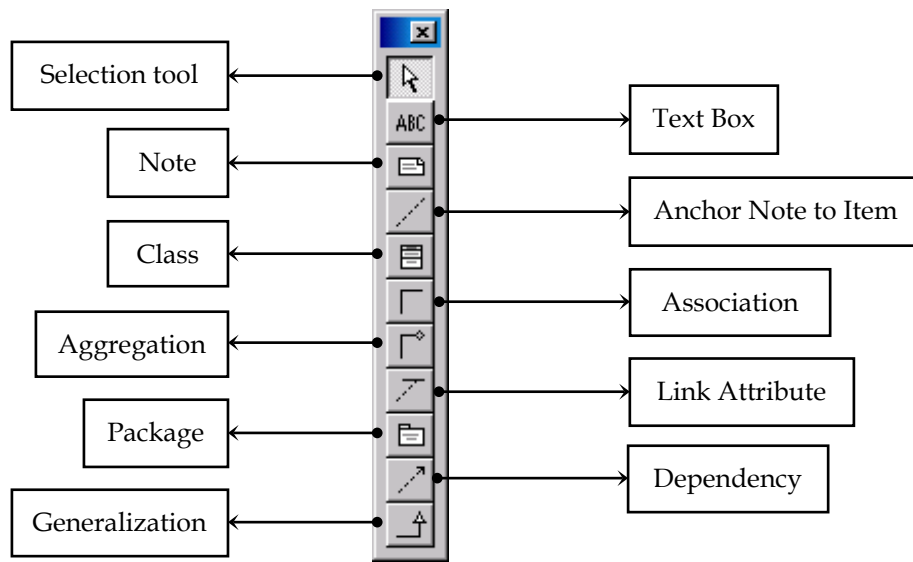 Selection tool
ABC
Text Box
Note
Anchor Note to Item
Class
Association
Aggregation
Link Attribute
Package
Dependency
Generalization